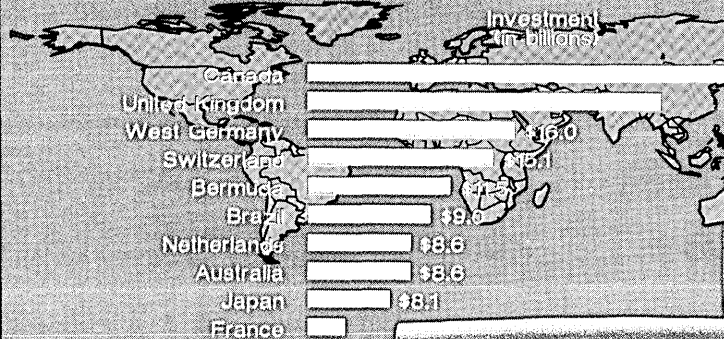 Investment
(in billions)
Canada
United Kingdom
West Germany $16.0
Switzerland $15.1
Bermuda
Brazil
Netherlands $8.6
Australia $8.6
Japan $8.1
France